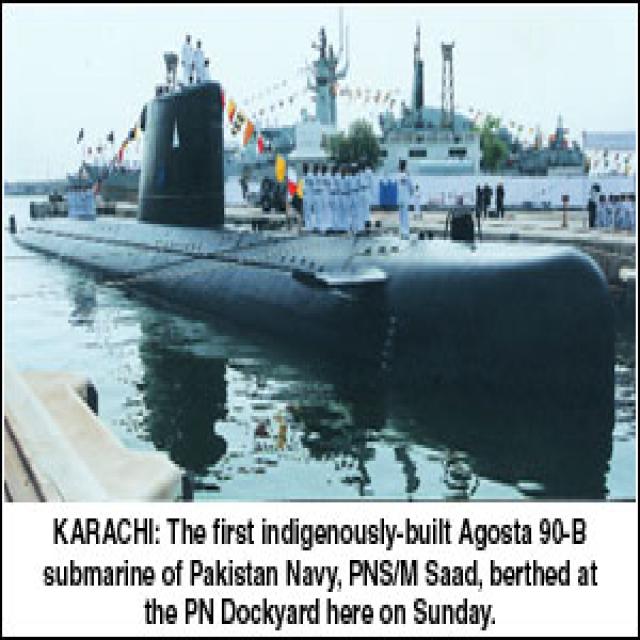 KARACHI: The first indigenously-built Agosta 90-B
submarine of Pakistan Navy, PNS/M Saad, berthed at
the PN Dockyard here on Sunday.